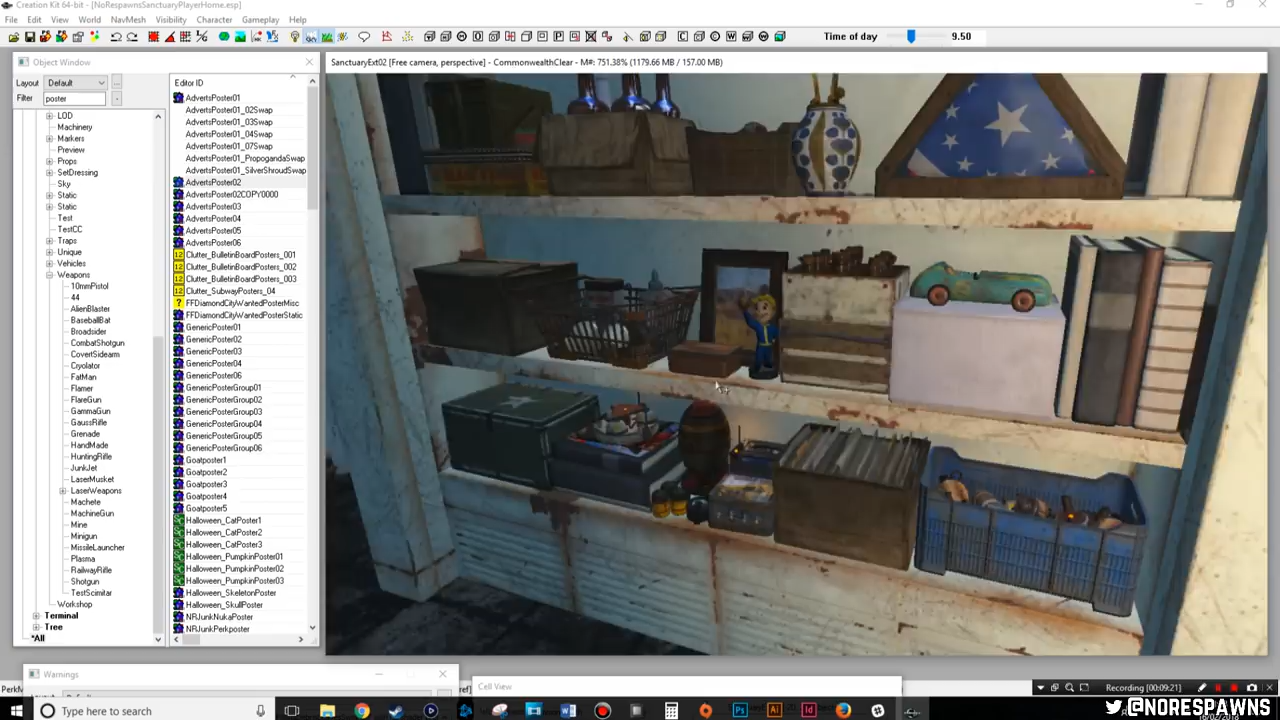 Creation Kit 64-bit - [NoRespawnsSanctuaryPlayerHome.esp]
File Edit View World NavMesh Visibility Character Gameplay Help
Time of day 9.50
Object Window
SanctuaryExt02 [Free camera, perspective] - CommonwealthClear - M#: 751.38% (1179.66 MB / 157.00 MB)
Layout Default ...
Filter poster
LOD
Machinery
Markers
Preview
Props
SetDressing
Sky
Static
Static
Test
TestCC
Traps
Unique
Vehicles
Weapons
10mmPistol
44
AlienBlaster
BaseballBat
Broadsider
CombatShotgun
CovertSidearm
Cryolator
FatMan
Flamer
FlareGun
GammaGun
GaussRifle
Grenade
HandMade
HuntingRifle
JunkJet
LaserMusket
LaserWeapons
Machete
MachineGun
Mine
Minigun
MissileLauncher
Plasma
RailwayRifle
Shotgun
TestScimitar
Workshop
Terminal
Tree
*All
Editor ID
AdvertsPoster01
AdvertsPoster01_02Swap
AdvertsPoster01_03Swap
AdvertsPoster01_04Swap
AdvertsPoster01_07Swap
AdvertsPoster01_PropogandaSwap
AdvertsPoster01_SilverShroudSwap
AdvertsPoster02
AdvertsPoster02COPY0000
AdvertsPoster03
AdvertsPoster04
AdvertsPoster05
AdvertsPoster06
Clutter_BulletinBoardPosters_001
Clutter_BulletinBoardPosters_002
Clutter_BulletinBoardPosters_003
Clutter_SubwayPosters_04
FFDiamondCityWantedPosterMisc
FFDiamondCityWantedPosterStatic
GenericPoster01
GenericPoster02
GenericPoster03
GenericPoster04
GenericPoster06
GenericPosterGroup01
GenericPosterGroup02
GenericPosterGroup03
GenericPosterGroup04
GenericPosterGroup05
GenericPosterGroup06
Goatposter1
Goatposter2
Goatposter3
Goatposter4
Goatposter5
Halloween_CatPoster1
Halloween_CatPoster2
Halloween_CatPoster3
Halloween_PumpkinPoster01
Halloween_PumpkinPoster02
Halloween_PumpkinPoster03
Halloween_SkeletonPoster
Halloween_SkullPoster
NRJunkNukaPoster
NRJunkPerkposter
Warnings
Cell View
Recording [00:09:21]
Type here to search
@NORESPAWNS